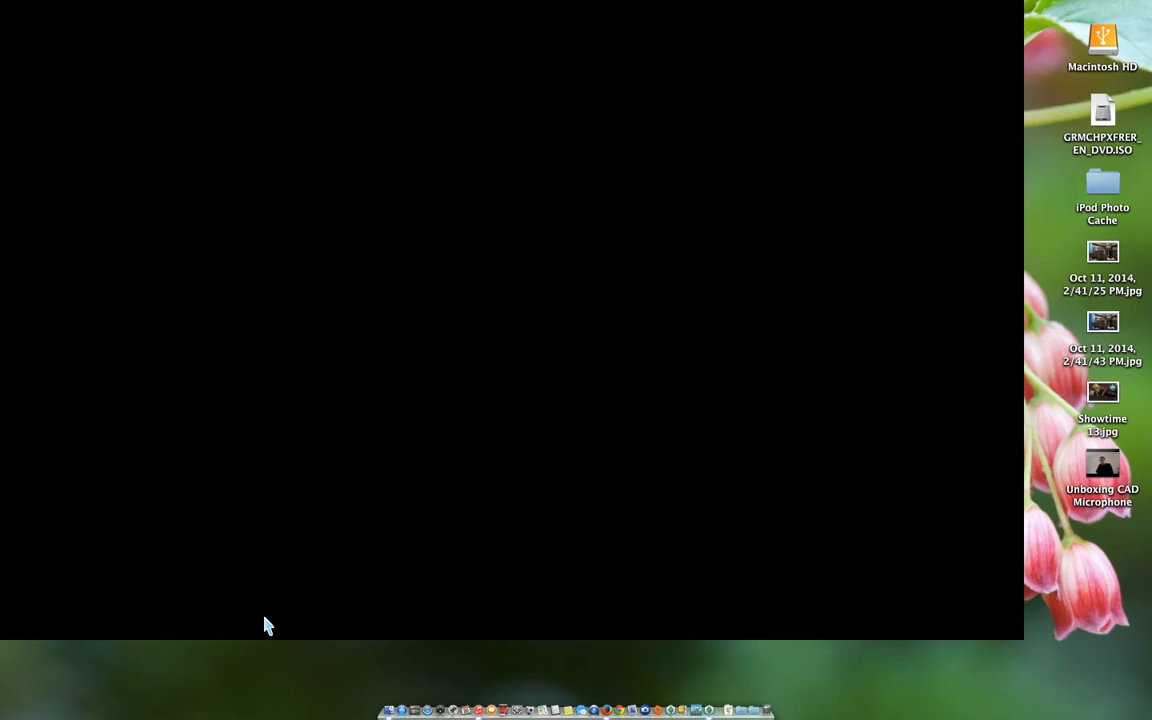 Macintosh HD
GRMCHPXFRER_
EN_DVD.ISO
iPod Photo
Cache
Oct 11, 2014,
2/41/25 PM.jpg
Oct 11, 2014,
2/41/43 PM.jpg
Showtime
13.jpg
Unboxing CAD
Microphone